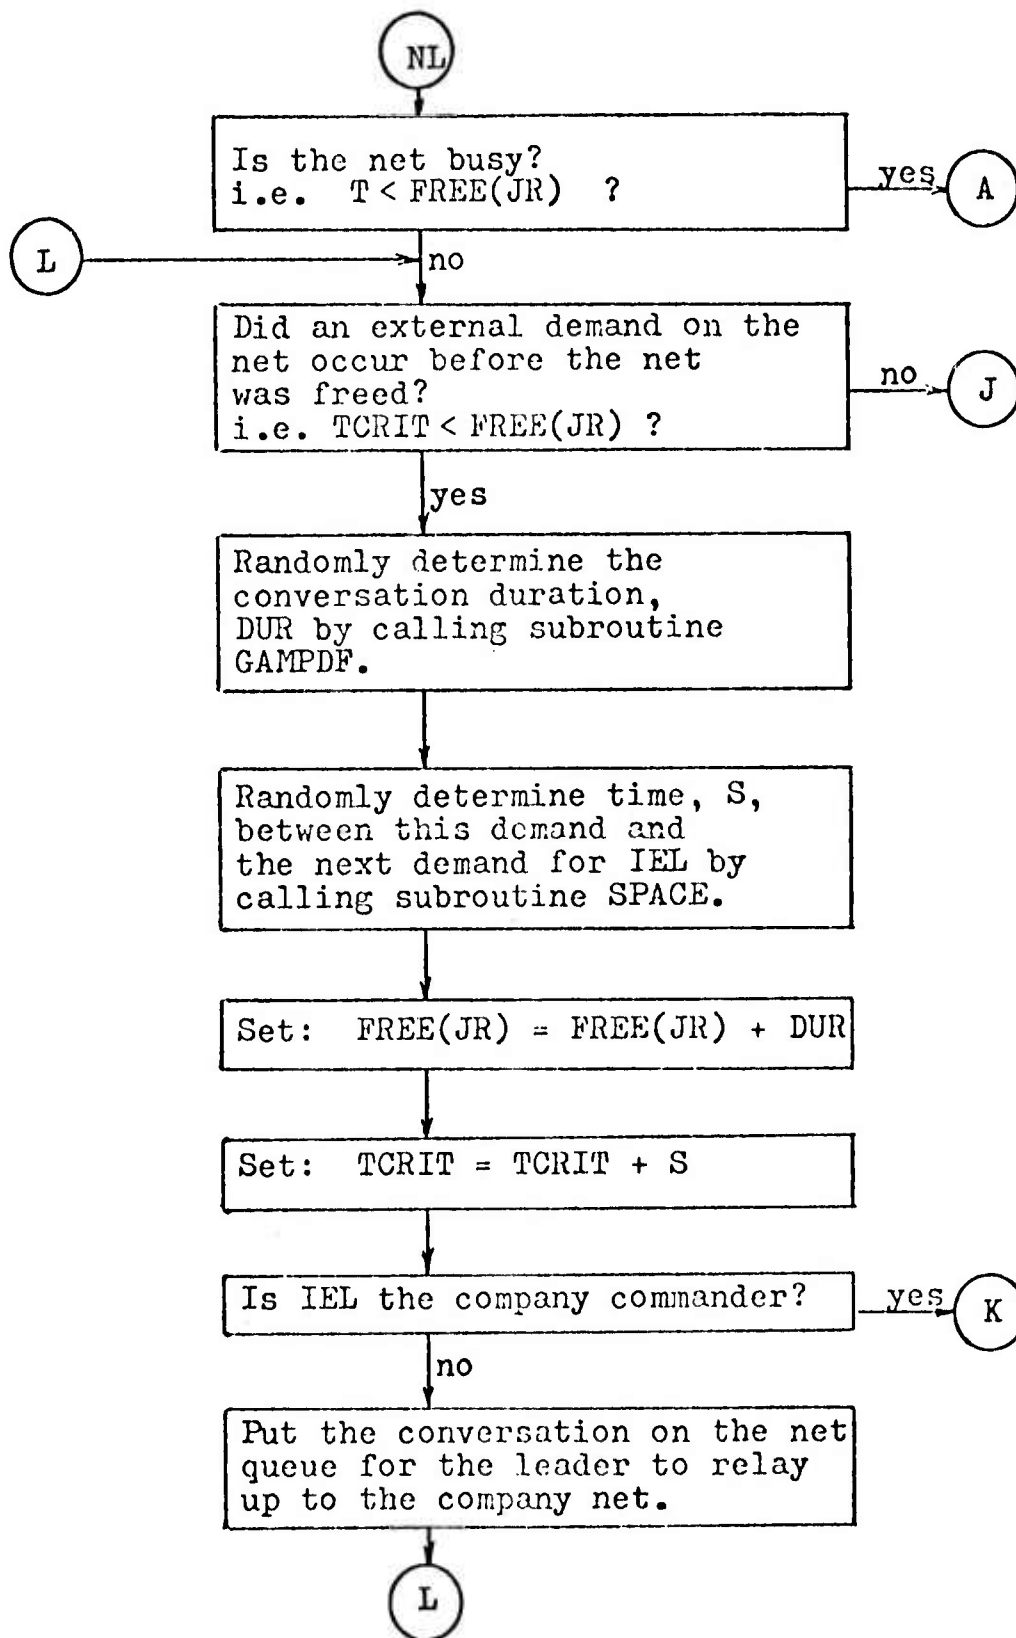 NL
Is the net busy?
i.e. T < FREE(JR) ?
yes
A
L
no
Did an external demand on the
net occur before the net
was freed?
i.e. TCRIT < FREE(JR) ?
no
J
yes
Randomly determine the
conversation duration,
DUR by calling subroutine
GAMPDF.
Randomly determine time, S,
between this demand and
the next demand for IEL by
calling subroutine SPACE.
Set: FREE(JR) = FREE(JR) + DUR
Set: TCRIT = TCRIT + S
Is IEL the company commander?
yes
K
no
Put the conversation on the net
queue for the leader to relay
up to the company net.
L